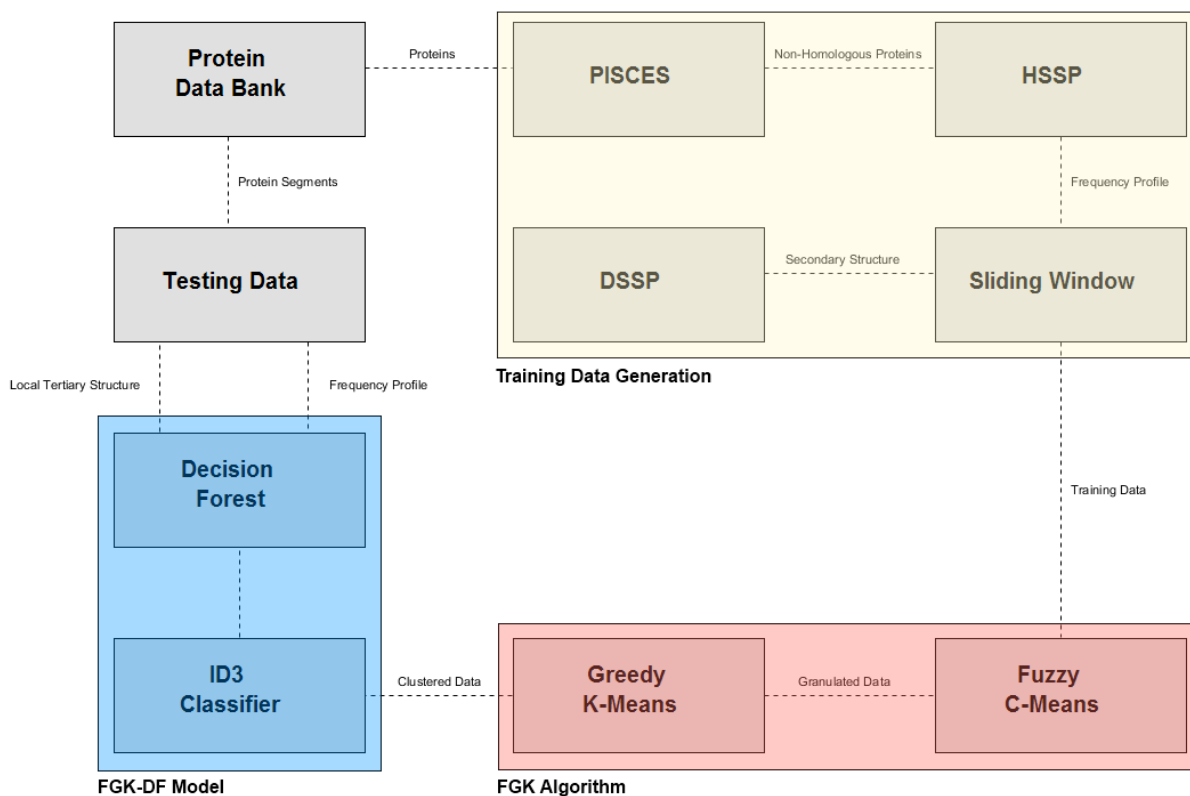 Protein
Data Bank
Proteins
PISCES
Non-Homologous Proteins
HSSP
Protein Segments
Frequency Profile
Testing Data
DSSP
Secondary Structure
Sliding Window
Training Data Generation
Local Tertiary Structure
Frequency Profile
Decision
Forest
Training Data
ID3
Classifier
Clustered Data
Greedy
K-Means
Granulated Data
Fuzzy
C-Means
FGK-DF Model
FGK Algorithm